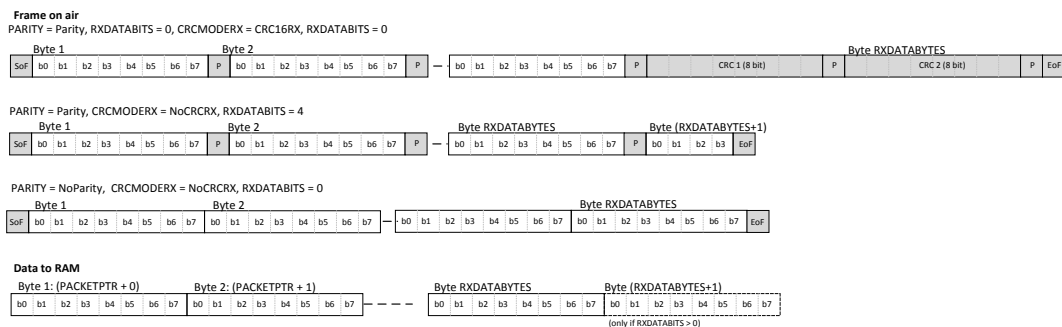 Frame on air
PARITY = Parity, RXDATABITS = 0, CRCMODERX = CRC16RX, RXDATABITS = 0
Byte 1 Byte 2 Byte RXDATABYTES
SoF b0 b1 b2 b3 b4 b5 b6 b7 P b0 b1 b2 b3 b4 b5 b6 b7 P b0 b1 b2 b3 b4 b5 b6 b7 P CRC 1 (8 bit) P CRC 2 (8 bit) P EoF
PARITY = Parity, CRCMODERX = NoCRCRX, RXDATABITS = 4
Byte 1 Byte 2 Byte RXDATABYTES Byte (RXDATABYTES+1)
SoF b0 b1 b2 b3 b4 b5 b6 b7 P b0 b1 b2 b3 b4 b5 b6 b7 P b0 b1 b2 b3 b4 b5 b6 b7 P b0 b1 b2 b3 EoF
PARITY = NoParity, CRCMODERX = NoCRCRX, RXDATABITS = 0
Byte 1 Byte 2 Byte RXDATABYTES
SoF b0 b1 b2 b3 b4 b5 b6 b7 b0 b1 b2 b3 b4 b5 b6 b7 b0 b1 b2 b3 b4 b5 b6 b7 b0 b1 b2 b3 b4 b5 b6 b7 EoF
Data to RAM
Byte 1: (PACKETPTR + 0) Byte 2: (PACKETPTR + 1) Byte RXDATABYTES Byte (RXDATABYTES+1)
b0 b1 b2 b3 b4 b5 b6 b7 b0 b1 b2 b3 b4 b5 b6 b7 b0 b1 b2 b3 b4 b5 b6 b7 b0 b1 b2 b3 b4 b5 b6 b7
(only if RXDATABITS > 0)